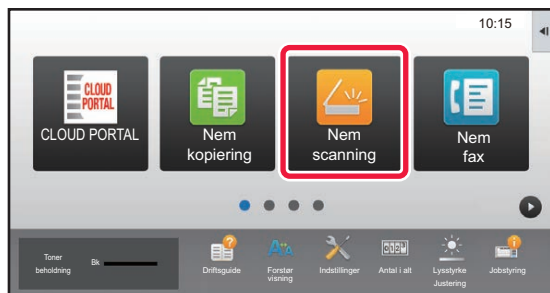 10:15
CLOUD
PORTAL
CLOUD PORTAL
Nem
kopiering
Nem
scanning
Nem
fax
Toner
beholdning
Bk
Driftsguide
Forstør
visning
Indstillinger
Antal i alt
Lysstyrke
Justering
Jobstyring